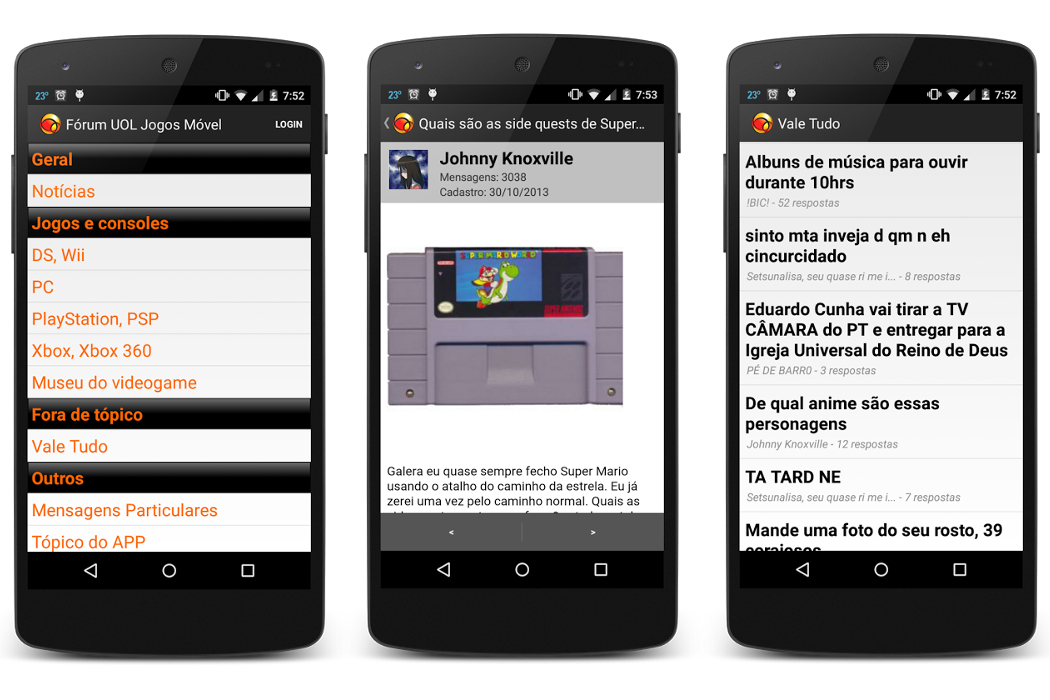 23°
7:52
Fórum UOL Jogos Móvel
LOGIN
Geral
Notícias
Jogos e consoles
DS, Wii
PC
PlayStation, PSP
Xbox, Xbox 360
Museu do videogame
Fora de tópico
Vale Tudo
Outros
Mensagens Particulares
Tópico do APP
23°
7:53
Quais são as side quests de Super...
Johnny Knoxville
Mensagens: 3038
Cadastro: 30/10/2013
SUPER MARIO WORLD
Galera eu quase sempre fecho Super Mario
usando o atalho do caminho da estrela. Eu já
zerei uma vez pelo caminho normal. Quais as
< >
23°
7:52
Vale Tudo
Albuns de música para ouvir
durante 10hrs
!BIC! - 52 respostas
sinto mta inveja d qm n eh
cincurcidado
Setsunalisa, seu quase ri me i... - 8 respostas
Eduardo Cunha vai tirar a TV
CÂMARA do PT e entregar para a
Igreja Universal do Reino de Deus
PÉ DE BARR0 - 3 respostas
De qual anime são essas
personagens
Johnny Knoxville - 12 respostas
TA TARD NE
Setsunalisa, seu quase ri me i... - 7 respostas
Mande uma foto do seu rosto, 39
corajosos